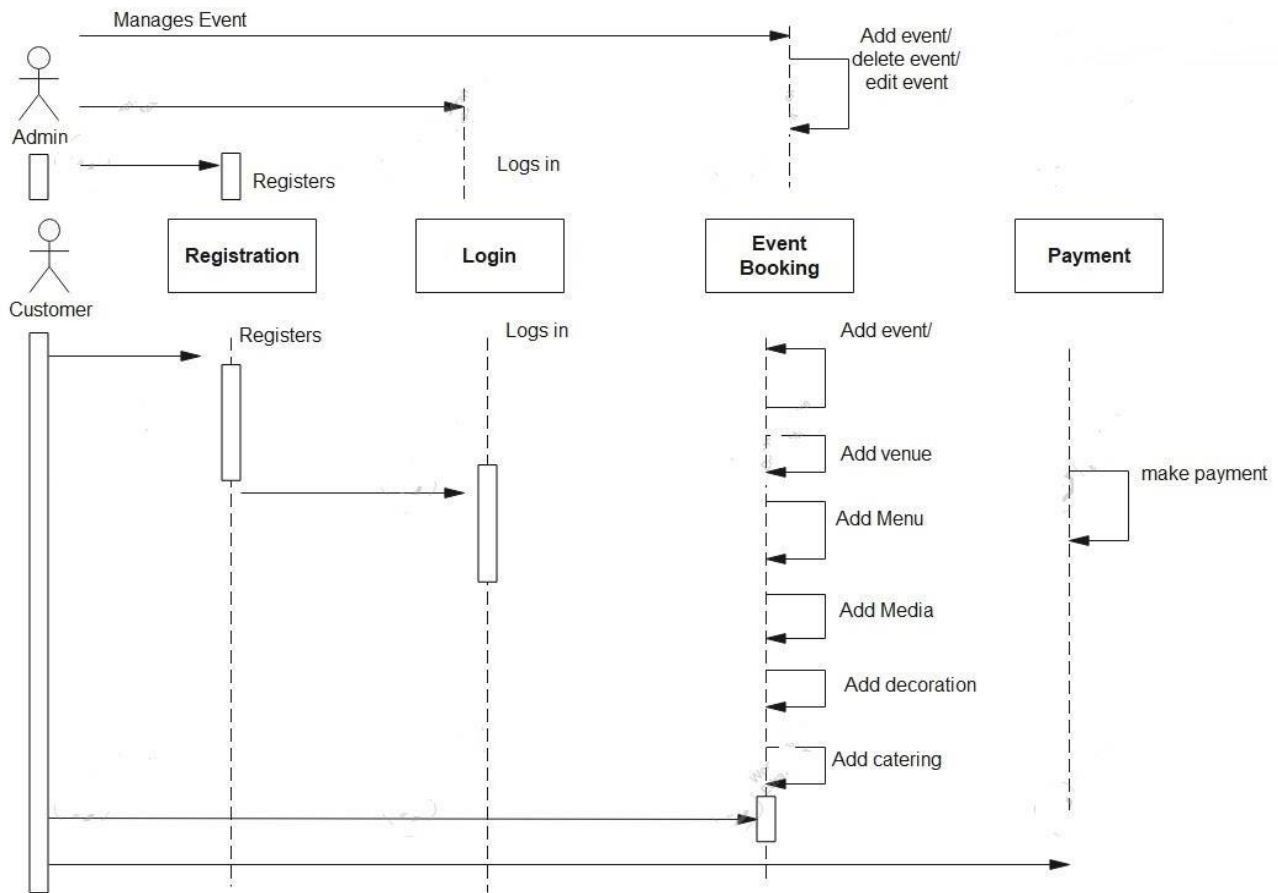 Manages Event
Add event/
delete event/
edit event
Admin
Logs in
Registers
Registration
Login
Event
Booking
Payment
Customer
Registers
Logs in
Add event/
Add venue
make payment
Add Menu
Add Media
Add decoration
Add catering